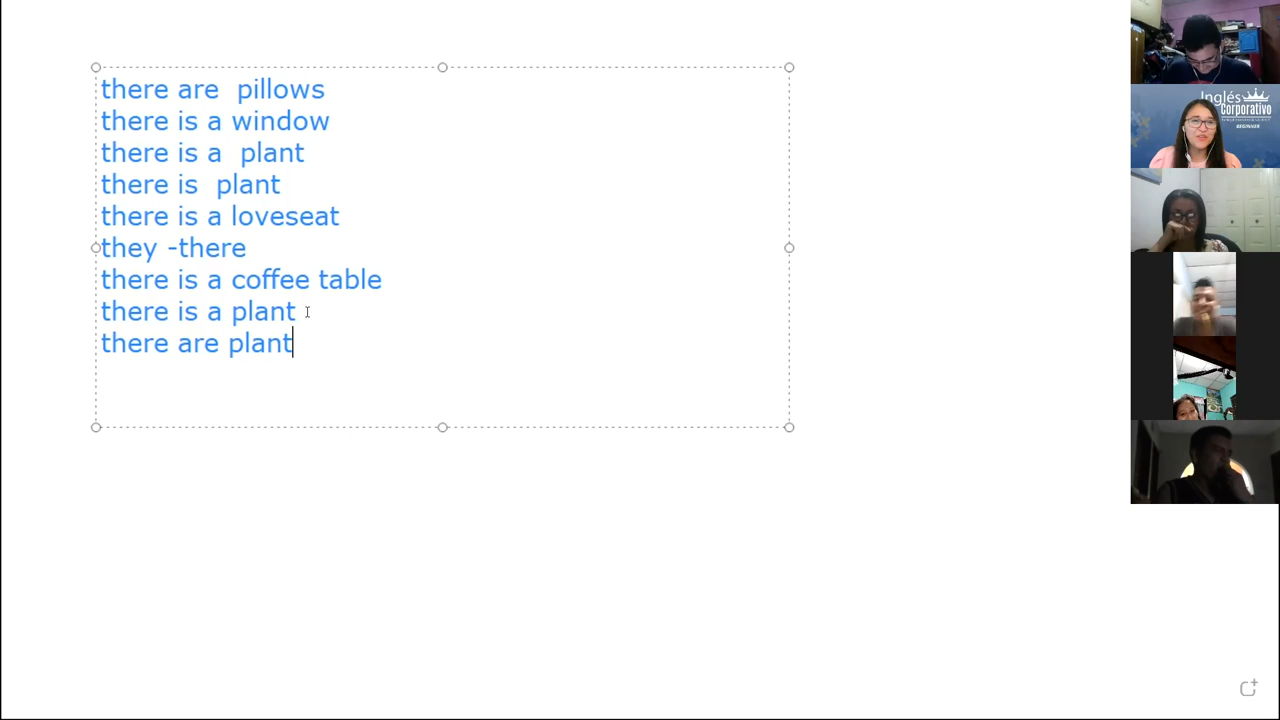 there are  pillows
there is a window
there is a  plant
there is  plant
there is a loveseat
they -there
there is a coffee table
there is a plant
there are plant
Inglés
Corporativo
BEGINNER